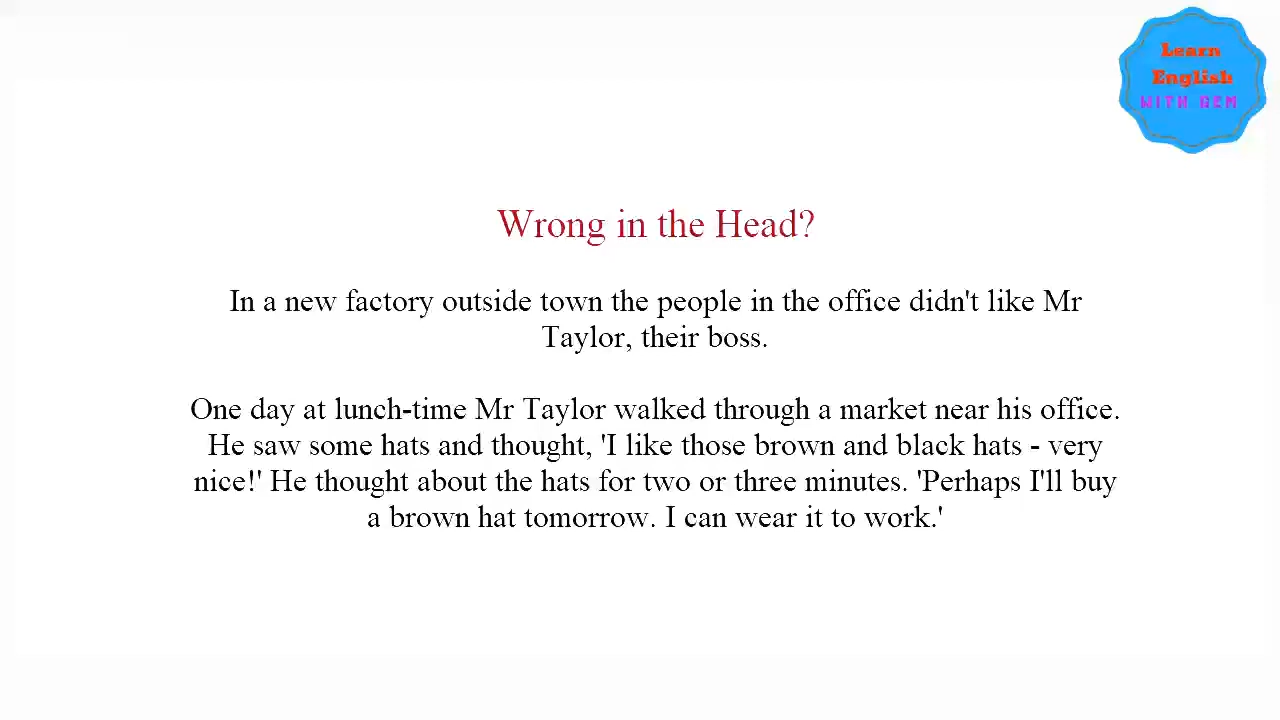 Learn
English
WITH BEM
Wrong in the Head?
In a new factory outside town the people in the office didn't like Mr
Taylor, their boss.
One day at lunch-time Mr Taylor walked through a market near his office.
He saw some hats and thought, 'I like those brown and black hats - very
nice!' He thought about the hats for two or three minutes. 'Perhaps I'll buy
a brown hat tomorrow. I can wear it to work.'